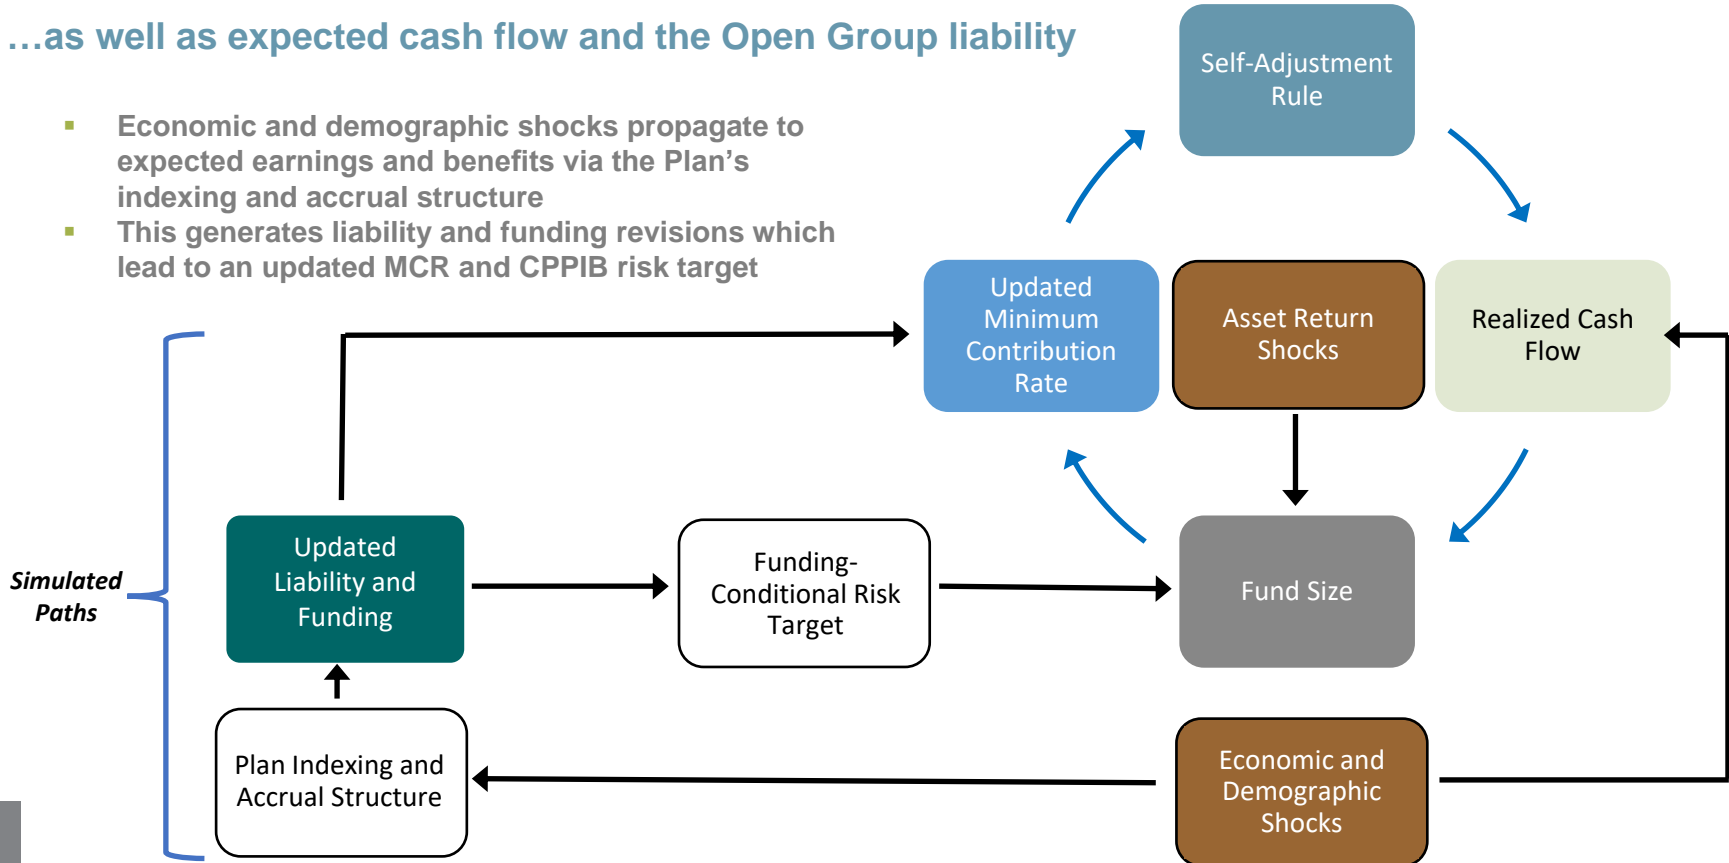 …as well as expected cash flow and the Open Group liability
▪ Economic and demographic shocks propagate to
expected earnings and benefits via the Plan’s
indexing and accrual structure
▪ This generates liability and funding revisions which
lead to an updated MCR and CPPIB risk target
Self-Adjustment
Rule
Updated
Minimum
Contribution
Rate
Asset Return
Shocks
Realized Cash
Flow
Simulated
Paths
Updated
Liability and
Funding
Funding-
Conditional Risk
Target
Fund Size
Plan Indexing and
Accrual Structure
Economic and
Demographic
Shocks